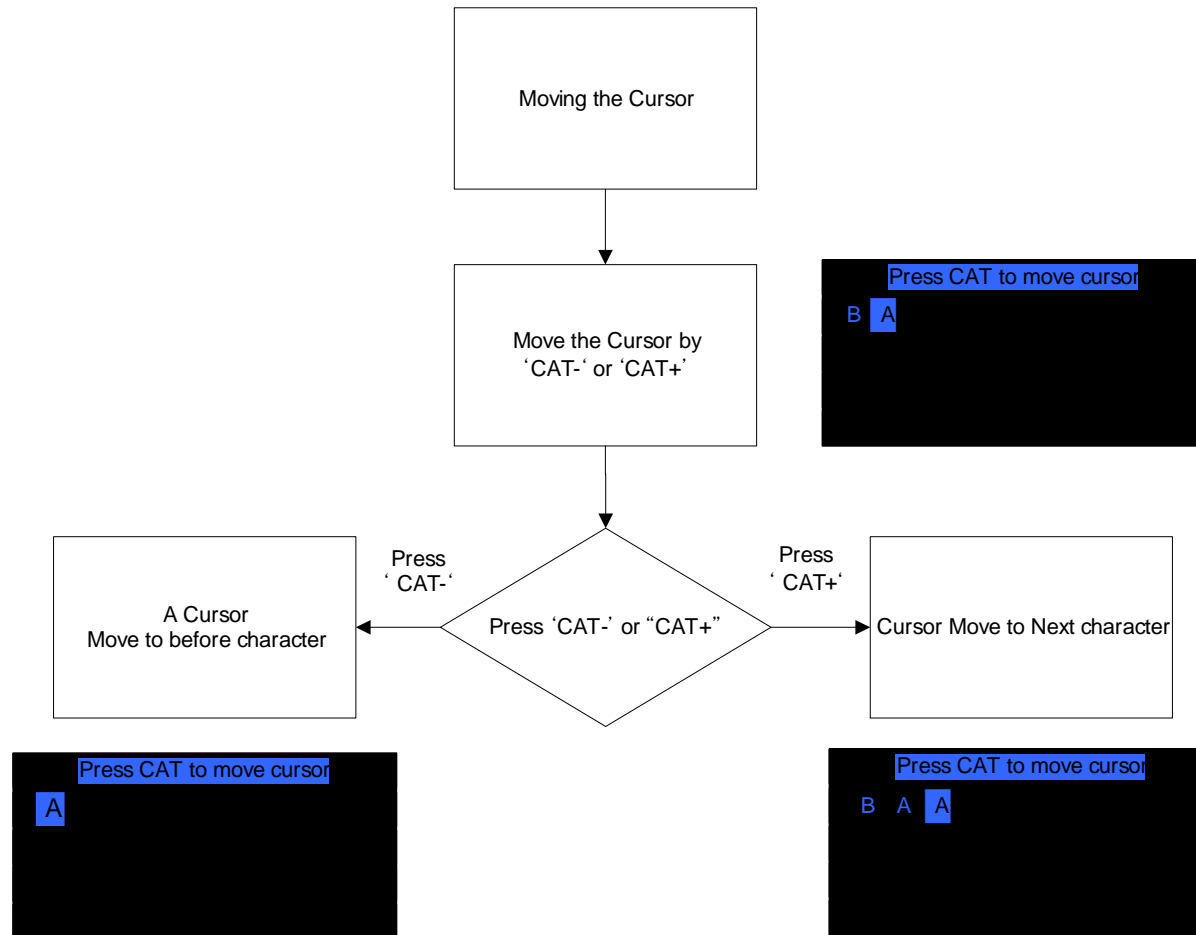 Moving the Cursor
Move the Cursor by
‘CAT-‘ or ‘CAT+’
Press CAT to move cursor
B A
Press
‘ CAT-‘
Press
‘ CAT+‘
A Cursor
Move to before character
Press ‘CAT-’ or “CAT+”
Cursor Move to Next character
Press CAT to move cursor
A
Press CAT to move cursor
B A A